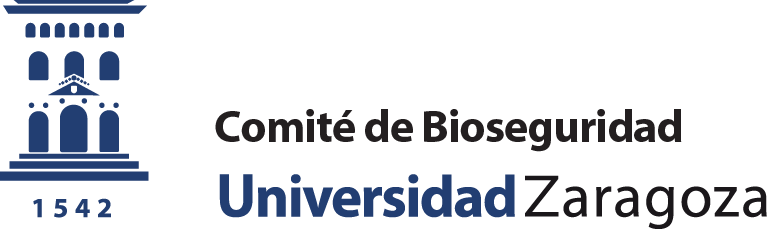 Comité de Bioseguridad
Universidad Zaragoza
1542